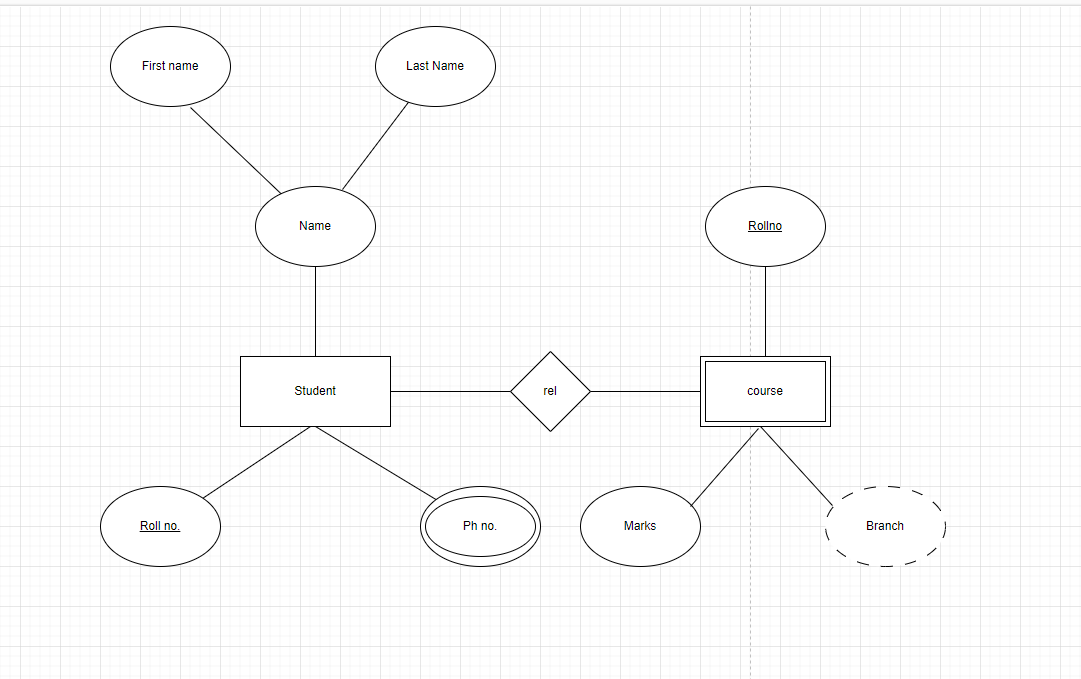 First name
Last Name
Name
Rollno
Student
rel
course
Roll no.
Ph no.
Marks
Branch